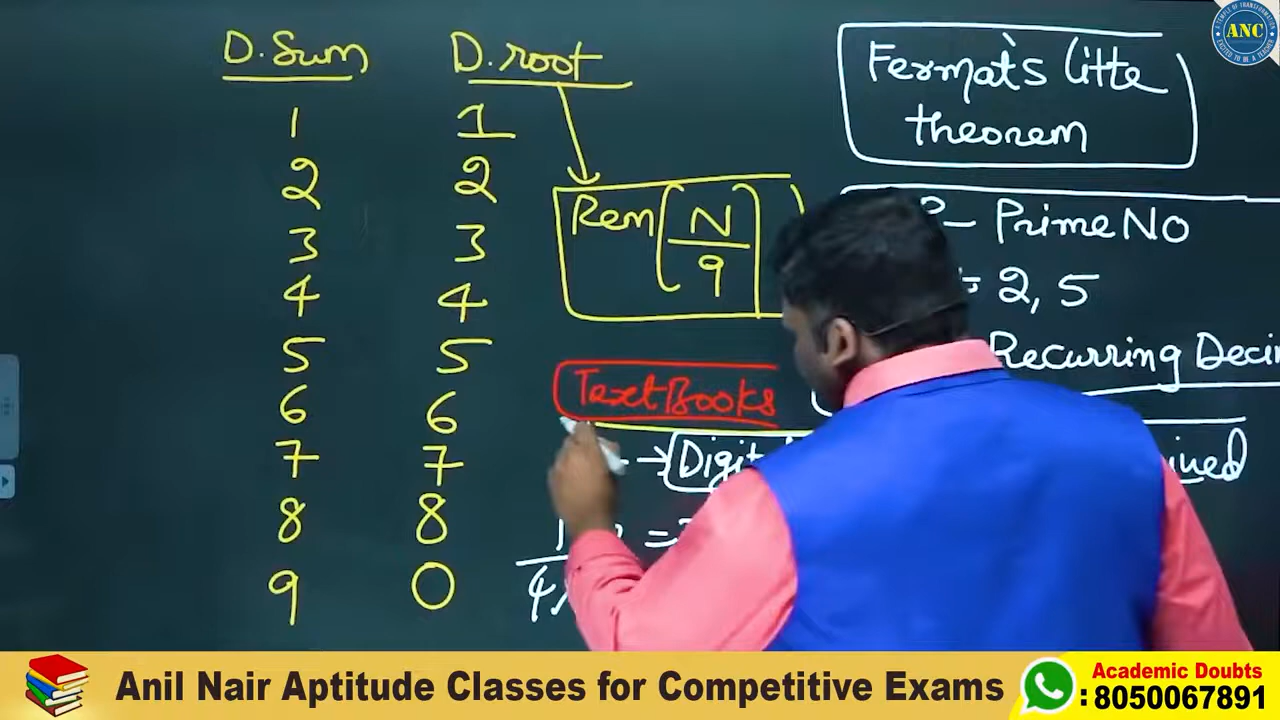 D.Sum D.root
1 1
2 2
3 3
4 4
5 5
6 6
7 7
8 8
9 0
Rem (N/9)
Text Books
→ Digit
=
Fermat's litte
theorem
P - Prime No
≠ 2, 5
Recurring Deci
ANC
Anil Nair Aptitude Classes for Competitive Exams
Academic Doubts
: 8050067891